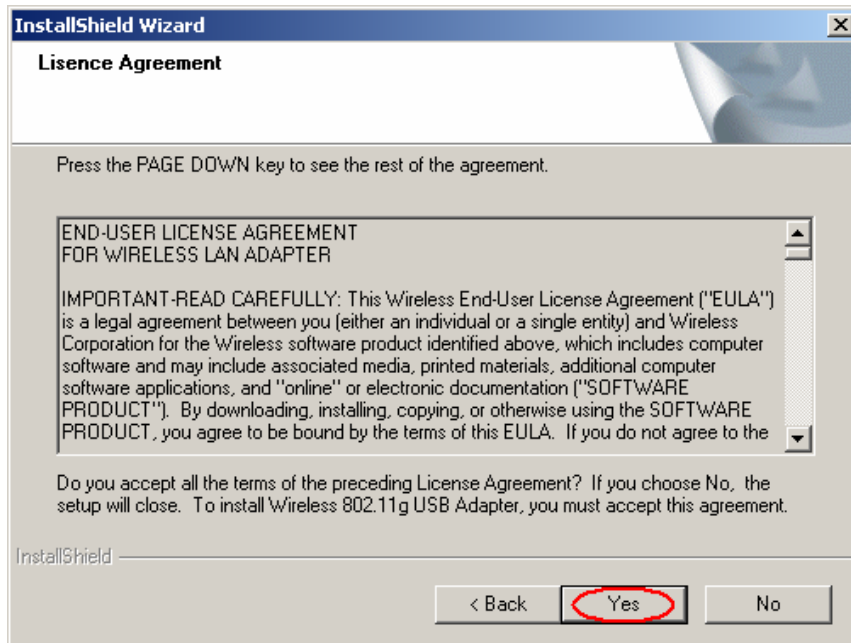 InstallShield Wizard
Lisence Agreement
Press the PAGE DOWN key to see the rest of the agreement.
END-USER LICENSE AGREEMENT
FOR WIRELESS LAN ADAPTER
IMPORTANT-READ CAREFULLY: This Wireless End-User License Agreement ("EULA")
is a legal agreement between you (either an individual or a single entity) and Wireless
Corporation for the Wireless software product identified above, which includes computer
software and may include associated media, printed materials, additional computer
software applications, and "online" or electronic documentation ("SOFTWARE
PRODUCT"). By downloading, installing, copying, or otherwise using the SOFTWARE
PRODUCT, you agree to be bound by the terms of this EULA. If you do not agree to the
Do you accept all the terms of the preceding License Agreement? If you choose No, the
setup will close. To install Wireless 802.11g USB Adapter, you must accept this agreement.
InstallShield
< Back Yes No